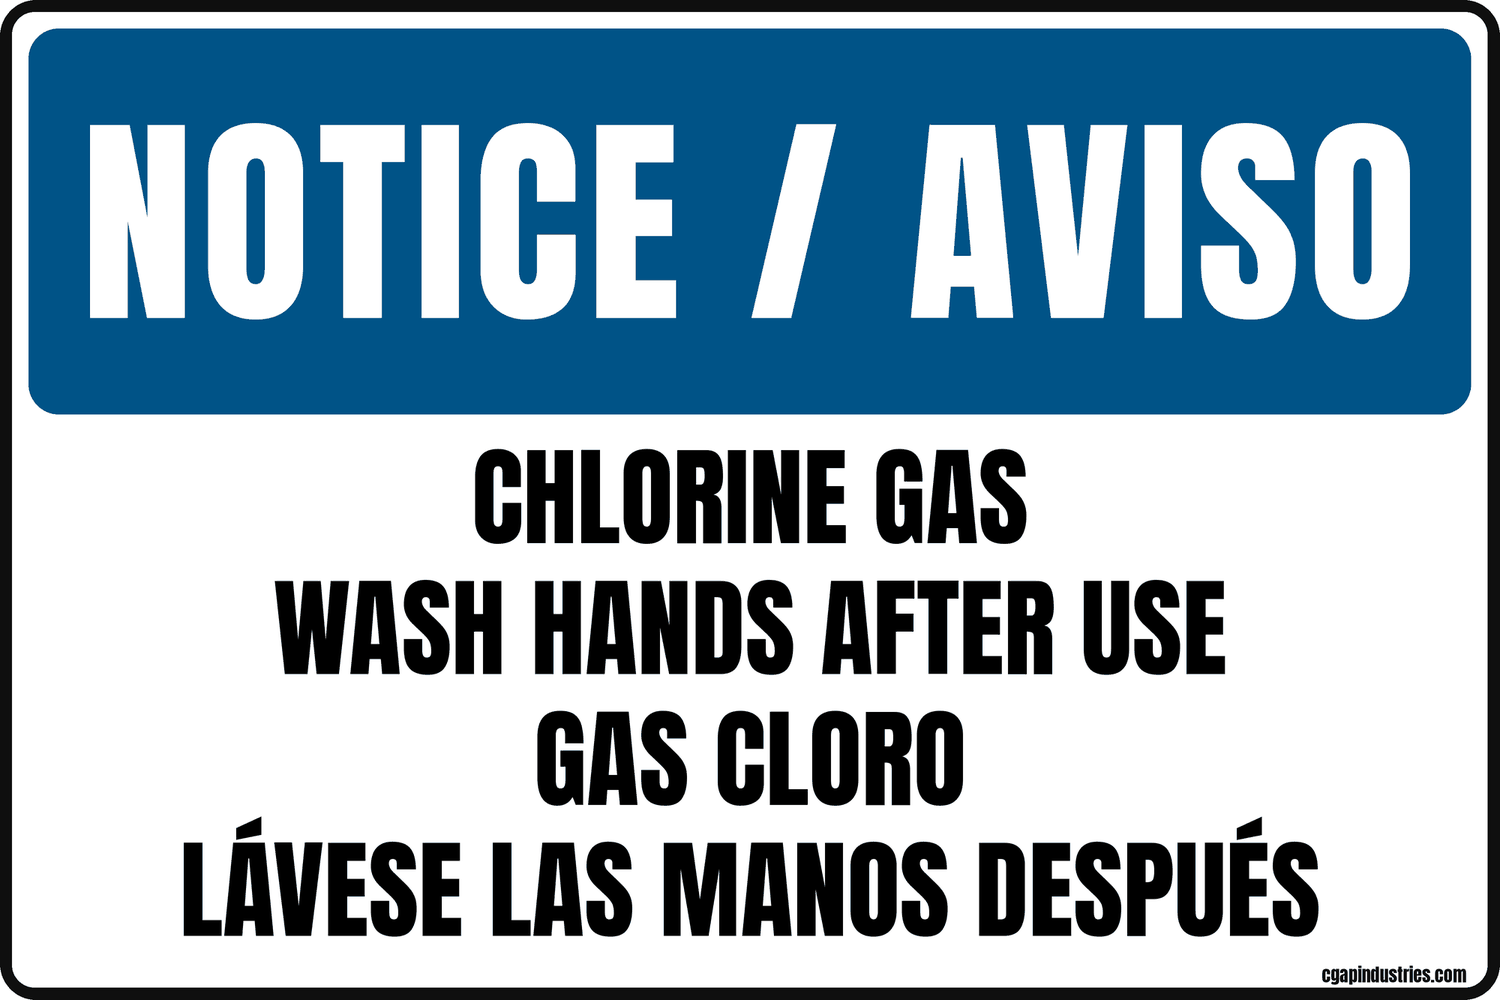 NOTICE / AVISO
CHLORINE GAS
WASH HANDS AFTER USE
GAS CLORO
LÁVESE LAS MANOS DESPUÉS
cgapindustries.com